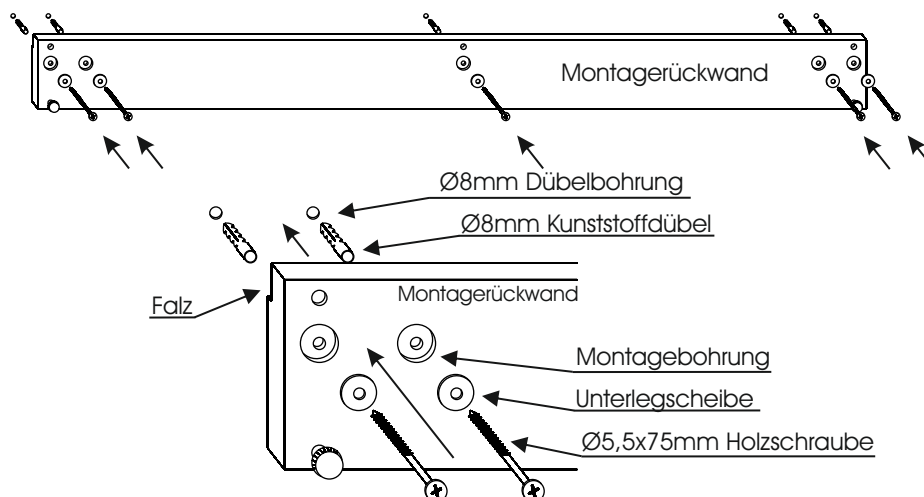 Montagerückwand
Ø8mm Dübelbohrung
Ø8mm Kunststoffdübel
Falz
Montagerückwand
Montagebohrung
Unterlegscheibe
Ø5,5x75mm Holzschraube